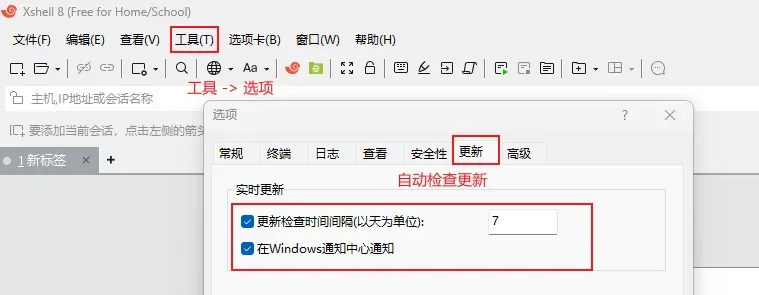 Xshell 8 (Free for Home/School)
文件(F) 编辑(E) 查看(V) 工具(T) 选项卡(B) 窗口(W) 帮助(H)
Aa
工具 -> 选项
主机,IP地址或会话名称
选项 ? ×
要添加当前会话，点击左侧的箭头
1 新标签 × +
常规 终端 日志 查看 安全性 更新 高级
自动检查更新
实时更新
更新检查时间间隔(以天为单位): 7
在Windows通知中心通知